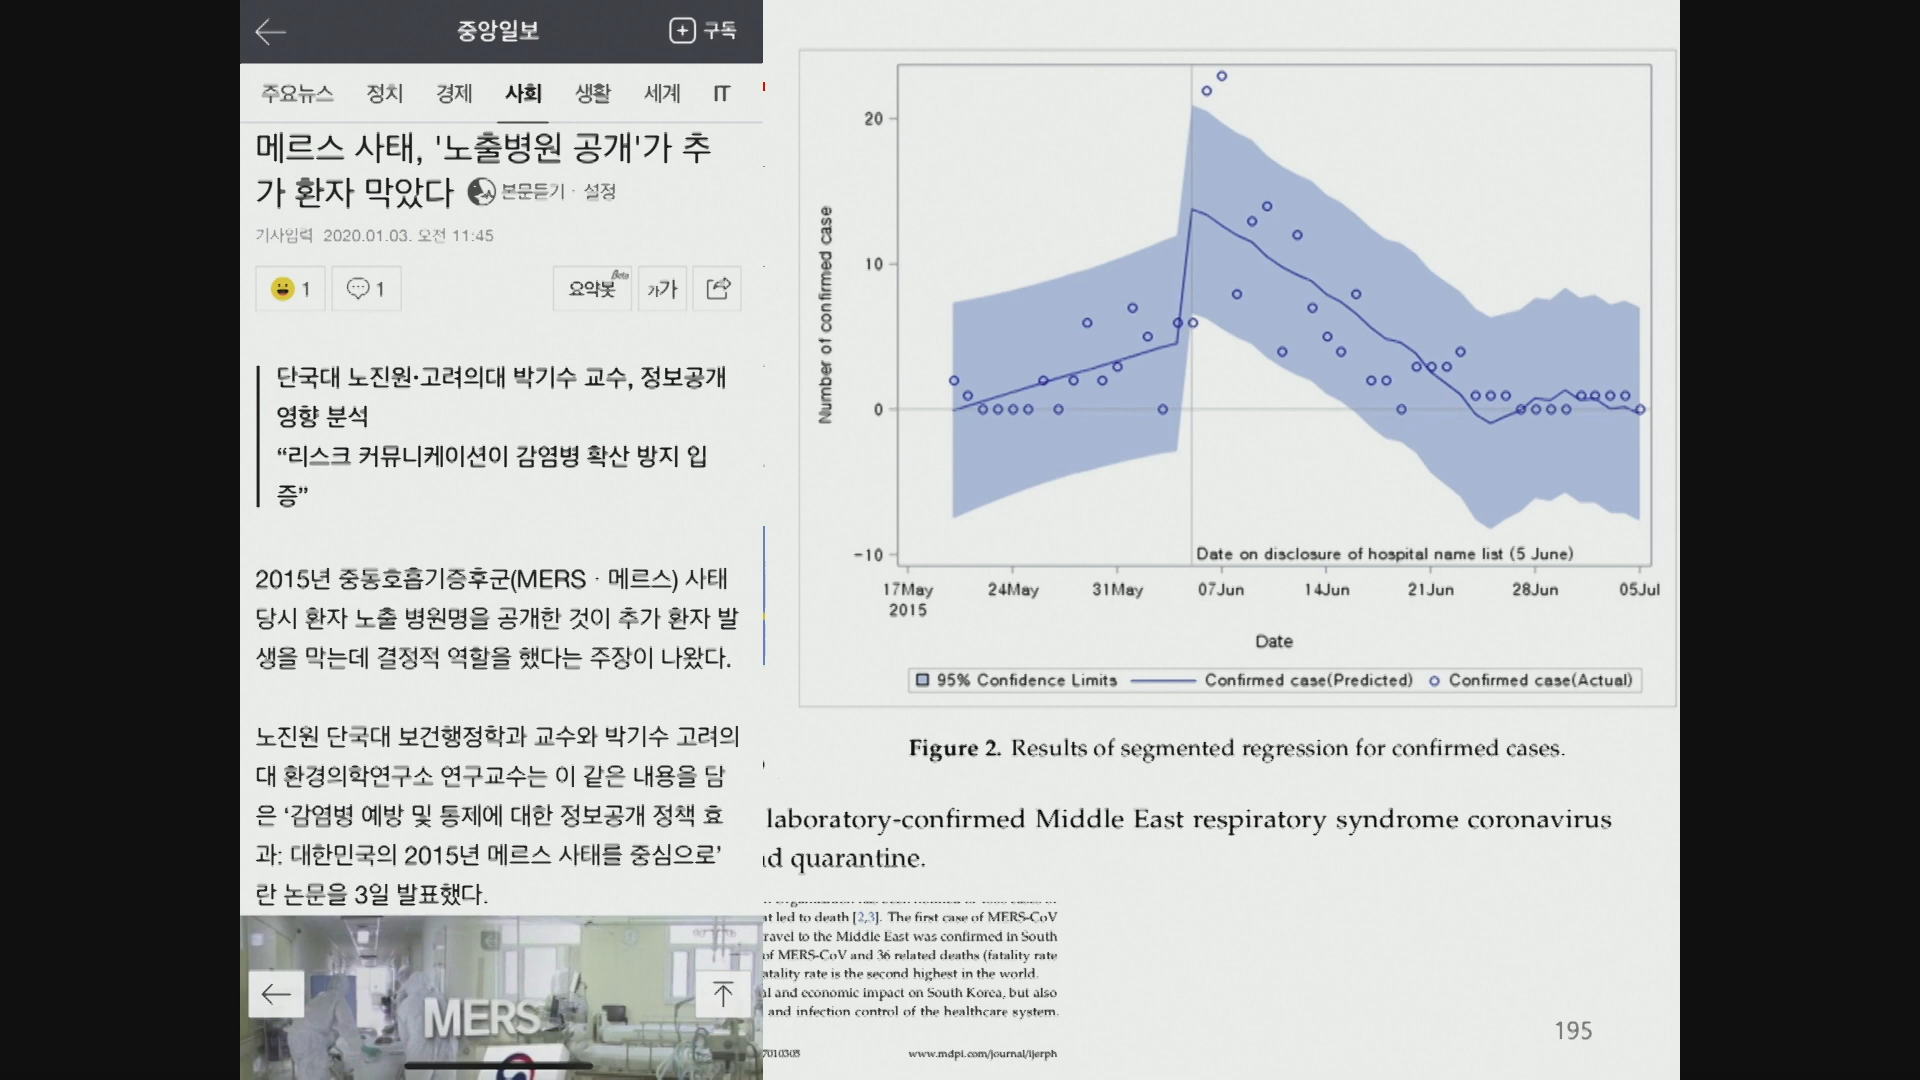 중앙일보
구독
주요뉴스 정치 경제 사회 생활 세계 IT
메르스 사태, '노출병원 공개'가 추
가 환자 막았다 본문듣기 · 설정
기사입력 2020.01.03. 오전 11:45
1 1 요약봇 Beta 가가
단국대 노진원·고려의대 박기수 교수, 정보공개
영향 분석
“리스크 커뮤니케이션이 감염병 확산 방지 입
증”
2015년 중동호흡기증후군(MERS · 메르스) 사태
당시 환자 노출 병원명을 공개한 것이 추가 환자 발
생을 막는데 결정적 역할을 했다는 주장이 나왔다.
노진원 단국대 보건행정학과 교수와 박기수 고려의
대 환경의학연구소 연구교수는 이 같은 내용을 담
은 ‘감염병 예방 및 통제에 대한 정보공개 정책 효
과: 대한민국의 2015년 메르스 사태를 중심으로’
란 논문을 3일 발표했다.
MERS
Number of confirmed case
20
10
0
-10
Date on disclosure of hospital name list (5 June)
17May 24May 31May 07Jun 14Jun 21Jun 28Jun 05Jul
2015
Date
95% Confidence Limits Confirmed case(Predicted) Confirmed case(Actual)
Figure 2. Results of segmented regression for confirmed cases.
laboratory-confirmed Middle East respiratory syndrome coronavirus
d quarantine.
at led to death [2,3]. The first case of MERS-CoV
ravel to the Middle East was confirmed in South
of MERS-CoV and 36 related deaths (fatality rate
atality rate is the second highest in the world.
al and economic impact on South Korea, but also
and infection control of the healthcare system.
7010305 www.mdpi.com/journal/ijerph
195